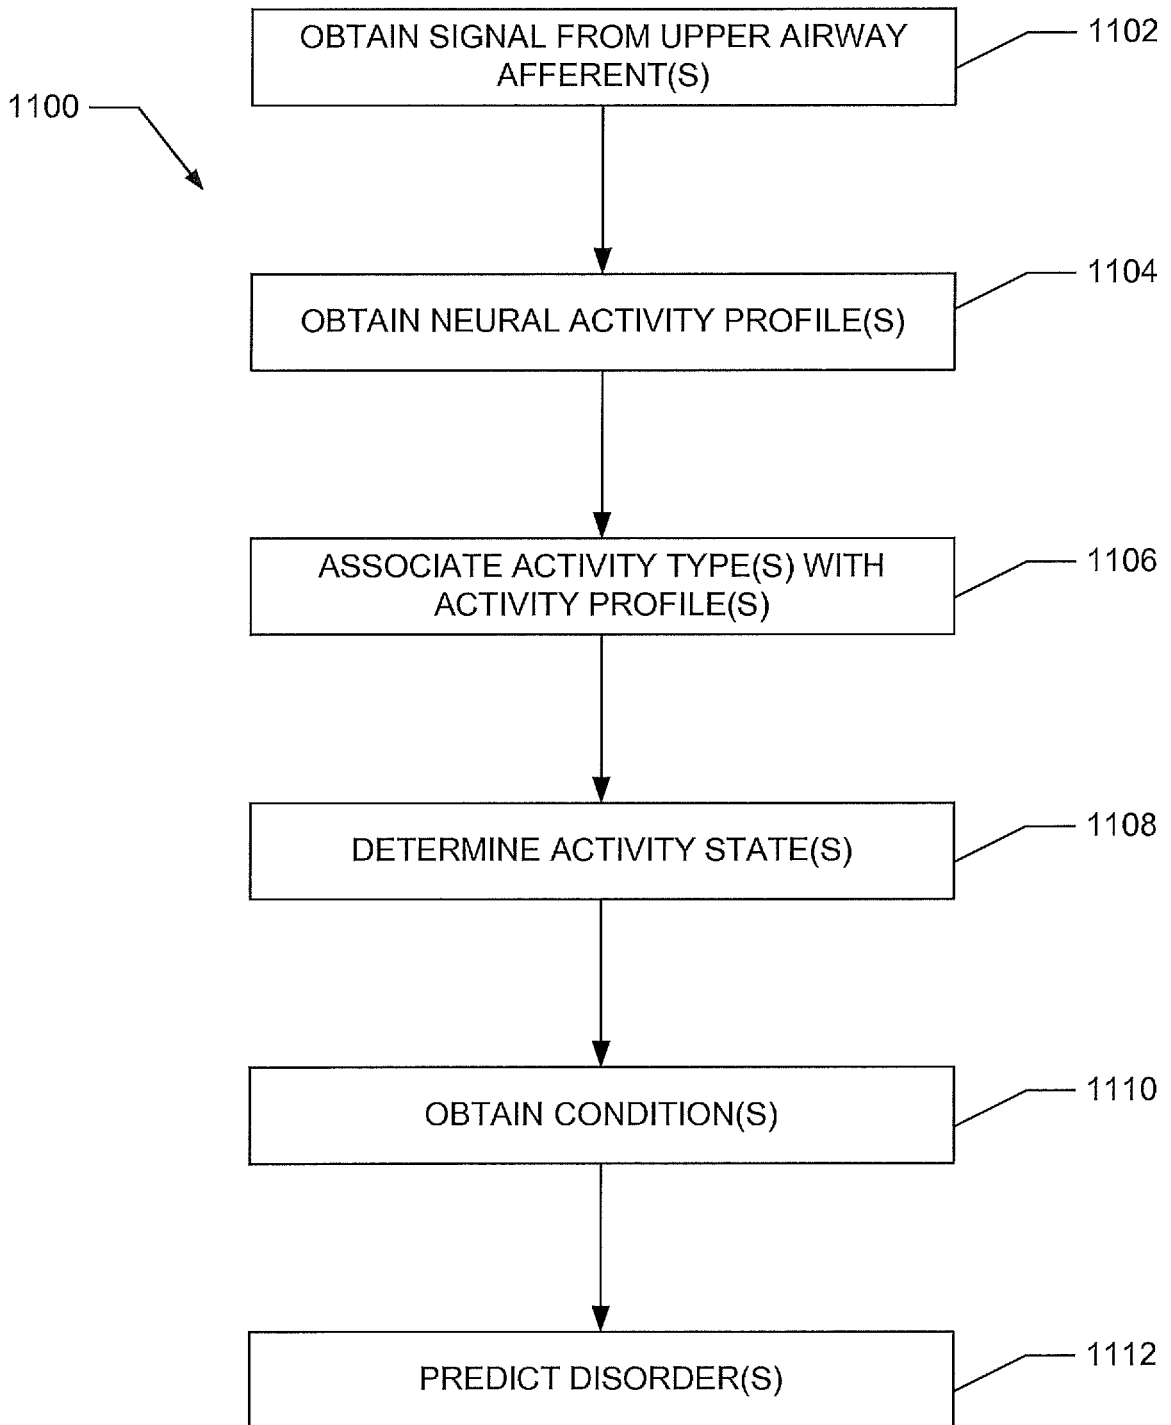 OBTAIN SIGNAL FROM UPPER AIRWAY
AFFERENT(S)
1102
1100
OBTAIN NEURAL ACTIVITY PROFILE(S)
1104
ASSOCIATE ACTIVITY TYPE(S) WITH
ACTIVITY PROFILE(S)
1106
DETERMINE ACTIVITY STATE(S)
1108
OBTAIN CONDITION(S)
1110
PREDICT DISORDER(S)
1112